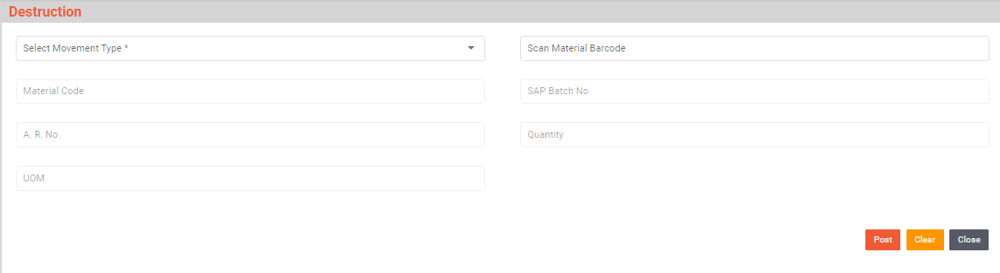 Destruction
Select Movement Type *
Scan Material Barcode
Material Code
SAP Batch No
A. R. No.
Quantity
UOM
Post
Clear
Close